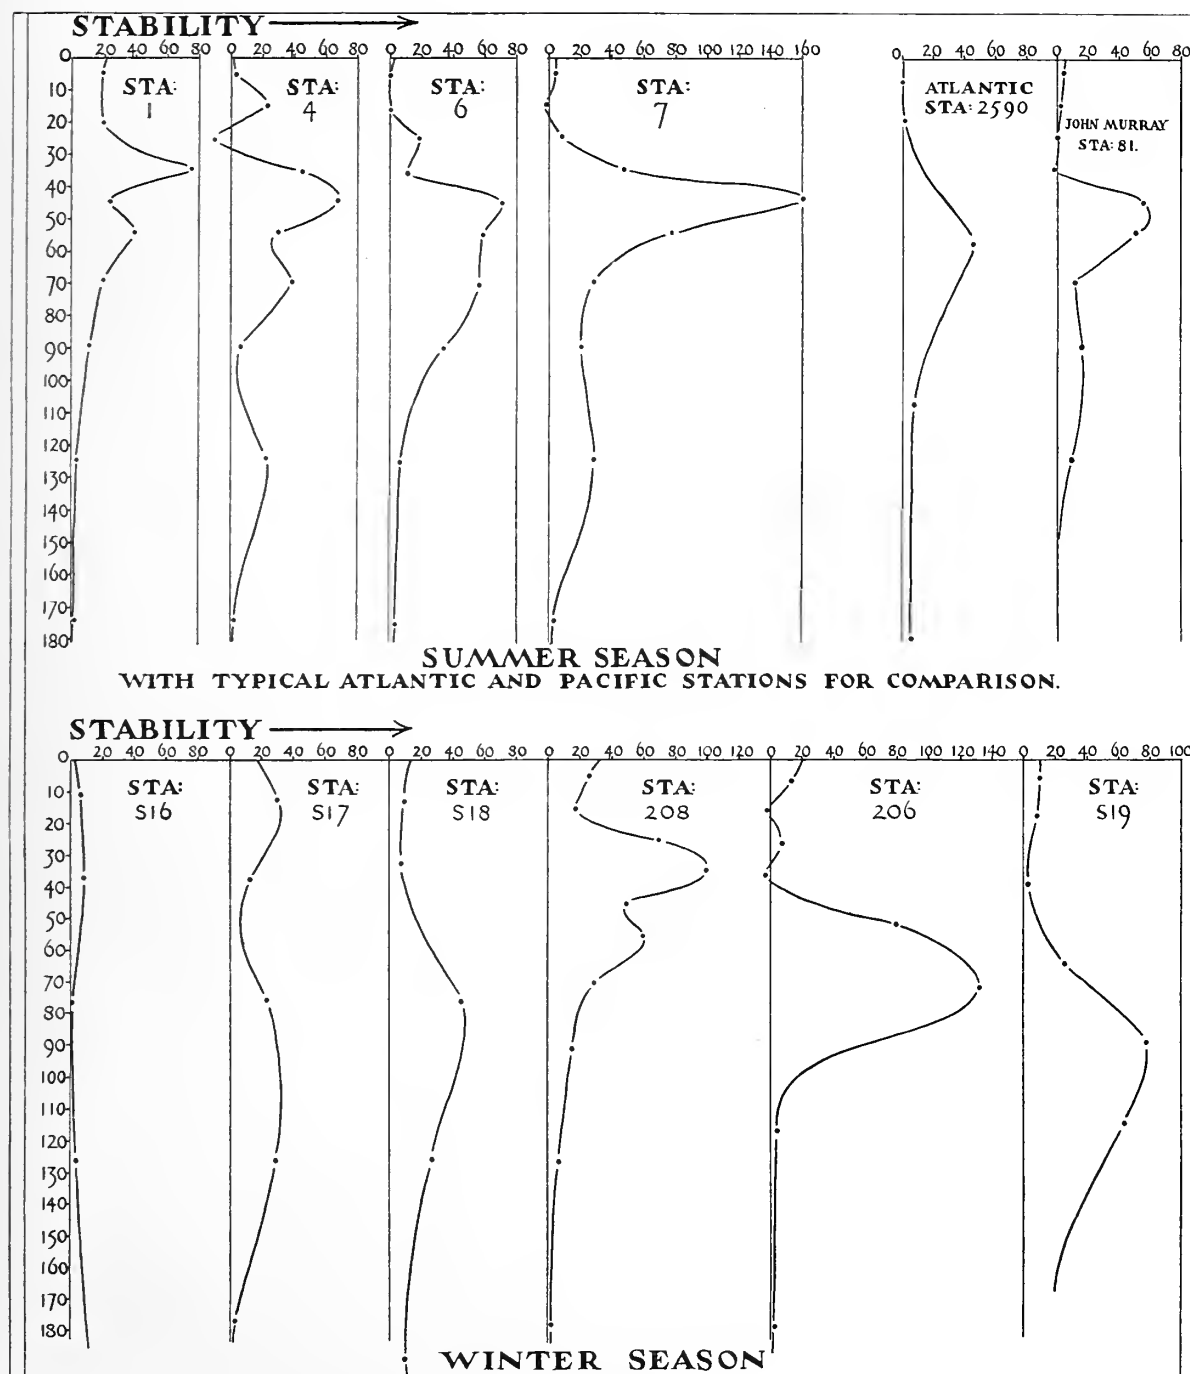 STABILITY
0 20 40 60 80 0 20 40 60 80 0 20 40 60 80 0 20 40 60 80 100 120 140 160 0 20 40 60 80 0 20 40 60 80
STA: 1
STA: 4
STA: 6
STA: 7
ATLANTIC STA: 2590
JOHN MURRAY STA: 81.
10
20
30
40
50
60
70
80
90
100
110
120
130
140
150
160
170
180
SUMMER SEASON
WITH TYPICAL ATLANTIC AND PACIFIC STATIONS FOR COMPARISON.
STABILITY
0 20 40 60 80 0 20 40 60 80 0 20 40 60 80 0 20 40 60 80 100 120 0 20 40 60 80 100 120 140 0 20 40 60 80 100
STA: S16
STA: S17
STA: S18
STA: 208
STA: 206
STA: S19
10
20
30
40
50
60
70
80
90
100
110
120
130
140
150
160
170
180
WINTER SEASON